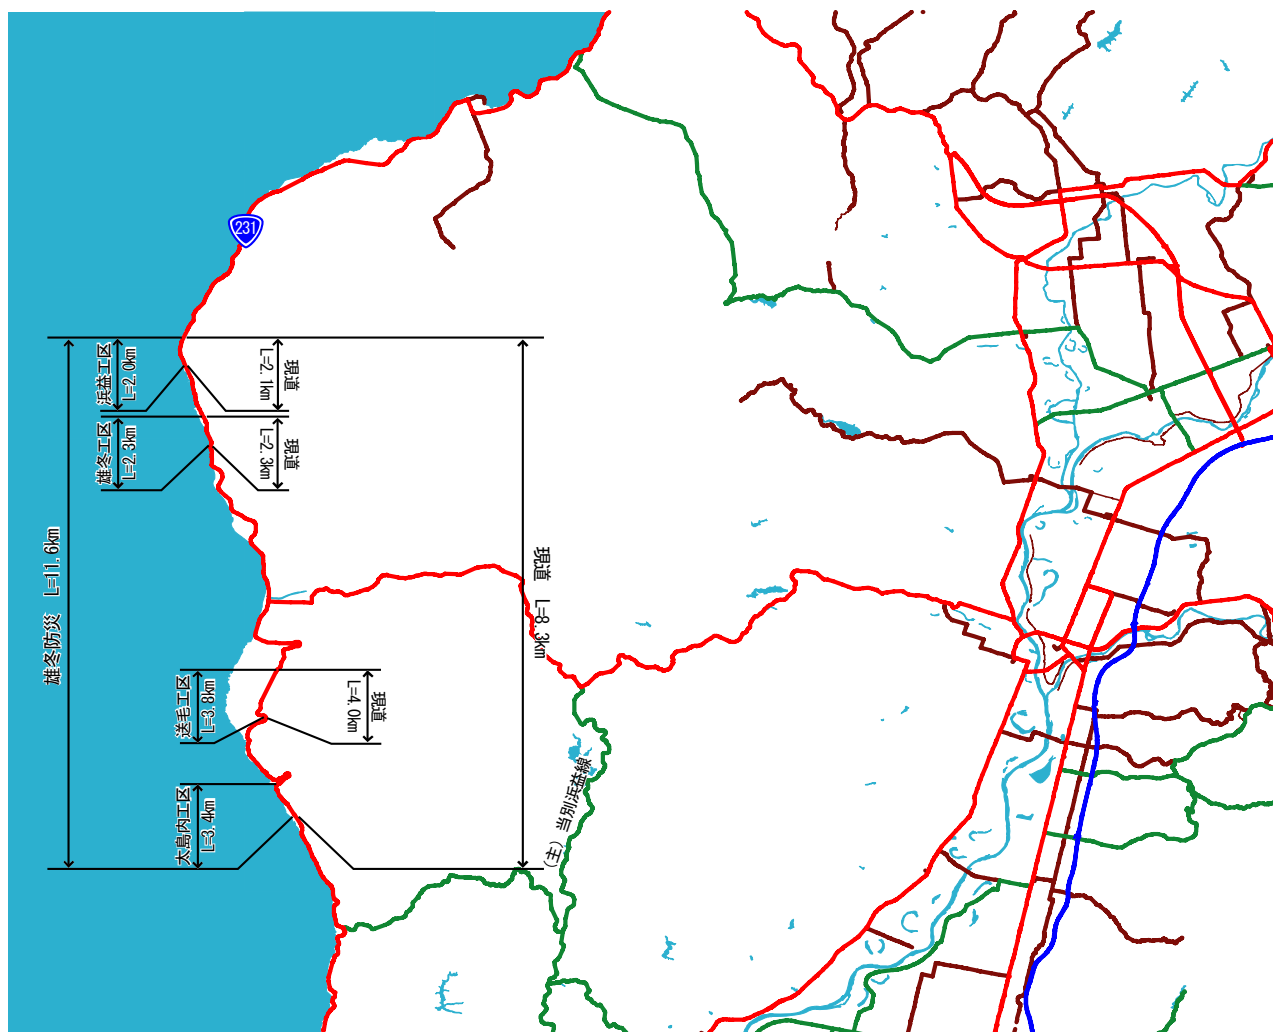 231
浜益工区
L=2.0km
現道
L=2.1km
雄冬工区
L=2.3km
現道
L=2.3km
雄冬防災 L=11.6km
現道 L=8.3km
送毛工区
L=3.8km
現道
L=4.0km
太島内工区
L=3.4km
(主)当別浜益線